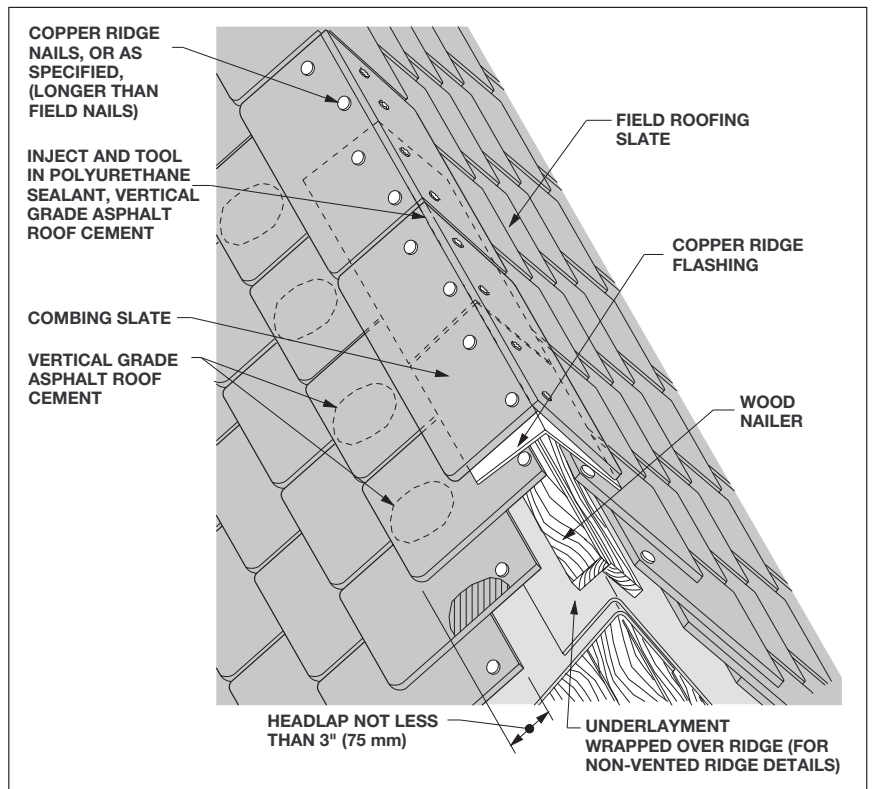 COPPER RIDGE
NAILS, OR AS
SPECIFIED,
(LONGER THAN
FIELD NAILS)
INJECT AND TOOL
IN POLYURETHANE
SEALANT, VERTICAL
GRADE ASPHALT
ROOF CEMENT
COMBING SLATE
VERTICAL GRADE
ASPHALT ROOF
CEMENT
FIELD ROOFING
SLATE
COPPER RIDGE
FLASHING
WOOD
NAILER
HEADLAP NOT LESS
THAN 3" (75 mm)
UNDERLAYMENT
WRAPPED OVER RIDGE (FOR
NON-VENTED RIDGE DETAILS)